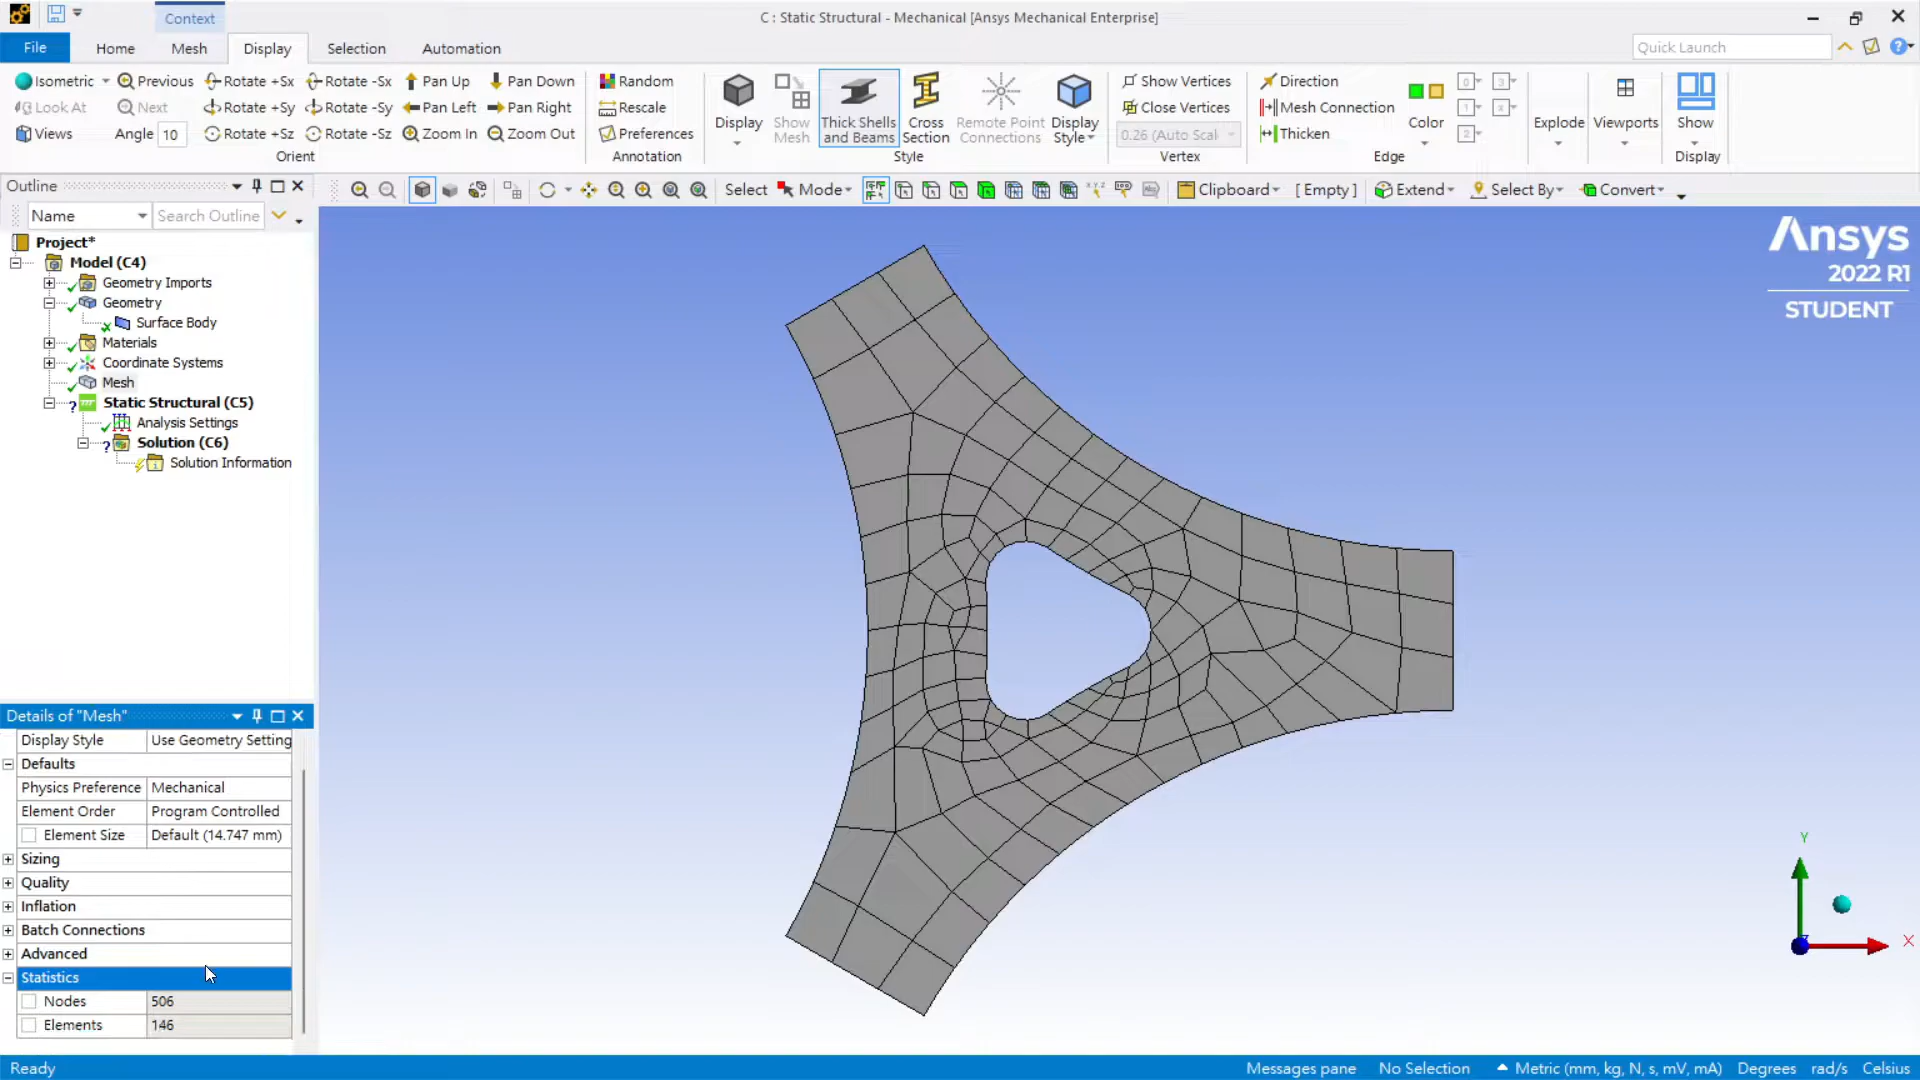 Context
C : Static Structural - Mechanical [Ansys Mechanical Enterprise]
File Home Mesh Display Selection Automation
Quick Launch
Isometric Previous Rotate +Sx Rotate -Sx Pan Up Pan Down Random
Look At Next Rotate +Sy Rotate -Sy Pan Left Pan Right Rescale
Views Angle 10 Rotate +Sz Rotate -Sz Zoom In Zoom Out Preferences
Display
Show Mesh
Thick Shells and Beams
Cross Section
Remote Point Connections
Display Style
Show Vertices
Close Vertices
0.26 (Auto Scal
Direction
Mesh Connection
Thicken
Color
Explode
Viewports
Show
Orient Annotation Style Vertex Edge Display
Outline
Select Mode Clipboard [ Empty ] Extend Select By Convert
Name Search Outline
Project*
Model (C4)
Geometry Imports
Geometry
Surface Body
Materials
Coordinate Systems
Mesh
Static Structural (C5)
Analysis Settings
Solution (C6)
Solution Information
Ansys
2022 R1
STUDENT
Details of "Mesh"
Display Style Use Geometry Setting
Defaults
Physics Preference Mechanical
Element Order Program Controlled
Element Size Default (14.747 mm)
Sizing
Quality
Inflation
Batch Connections
Advanced
Statistics
Nodes 506
Elements 146
Y
X
Ready
Messages pane No Selection Metric (mm, kg, N, s, mV, mA) Degrees rad/s Celsius